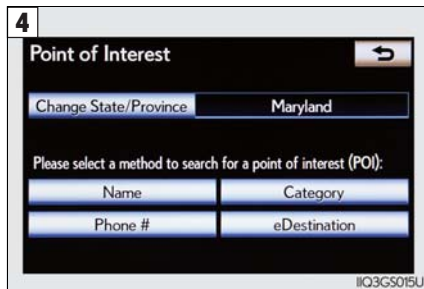 4
Point of Interest
Change State/Province Maryland
Please select a method to search for a point of interest (POI):
Name Category
Phone # eDestination
IIQ3GS015U